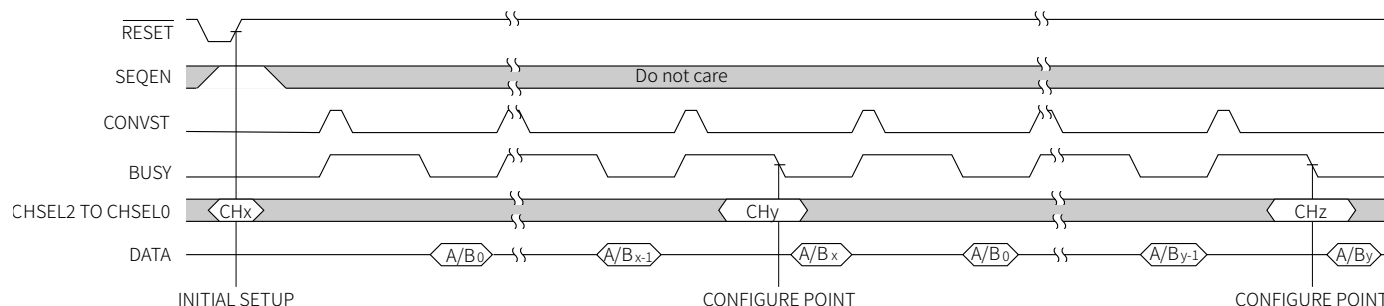 RESET
SEQEN
Do not care
CONVST
BUSY
CHSEL2 TO CHSEL0
CHx
CHy
CHz
DATA
A/B0
A/Bx-1
A/Bx
A/B0
A/By-1
A/By
INITIAL SETUP
CONFIGURE POINT
CONFIGURE POINT